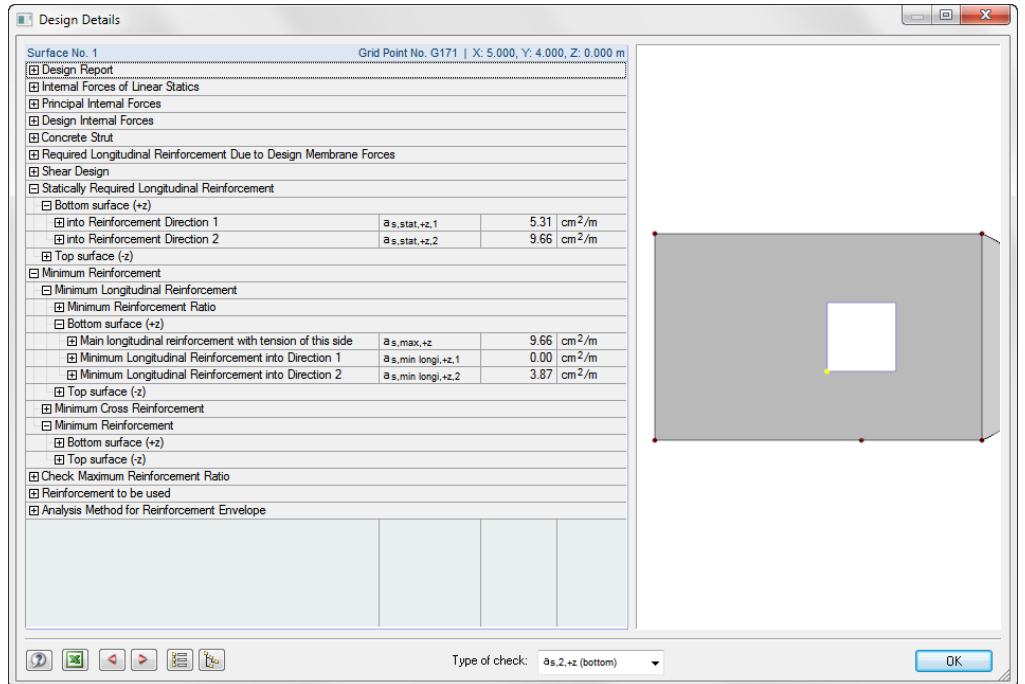 Design Details
Surface No. 1 Grid Point No. G171 | X: 5.000, Y: 4.000, Z: 0.000 m
Design Report
Internal Forces of Linear Statics
Principal Internal Forces
Design Internal Forces
Concrete Strut
Required Longitudinal Reinforcement Due to Design Membrane Forces
Shear Design
Statically Required Longitudinal Reinforcement
Bottom surface (+z)
into Reinforcement Direction 1 as,stat,+z,1 5.31 cm²/m
into Reinforcement Direction 2 as,stat,+z,2 9.66 cm²/m
Top surface (-z)
Minimum Reinforcement
Minimum Longitudinal Reinforcement
Minimum Reinforcement Ratio
Bottom surface (+z)
Main longitudinal reinforcement with tension of this side as,max,+z 9.66 cm²/m
Minimum Longitudinal Reinforcement into Direction 1 as,min longi,+z,1 0.00 cm²/m
Minimum Longitudinal Reinforcement into Direction 2 as,min longi,+z,2 3.87 cm²/m
Top surface (-z)
Minimum Cross Reinforcement
Minimum Reinforcement
Bottom surface (+z)
Top surface (-z)
Check Maximum Reinforcement Ratio
Reinforcement to be used
Analysis Method for Reinforcement Envelope
Type of check: as,2,+z (bottom)
OK